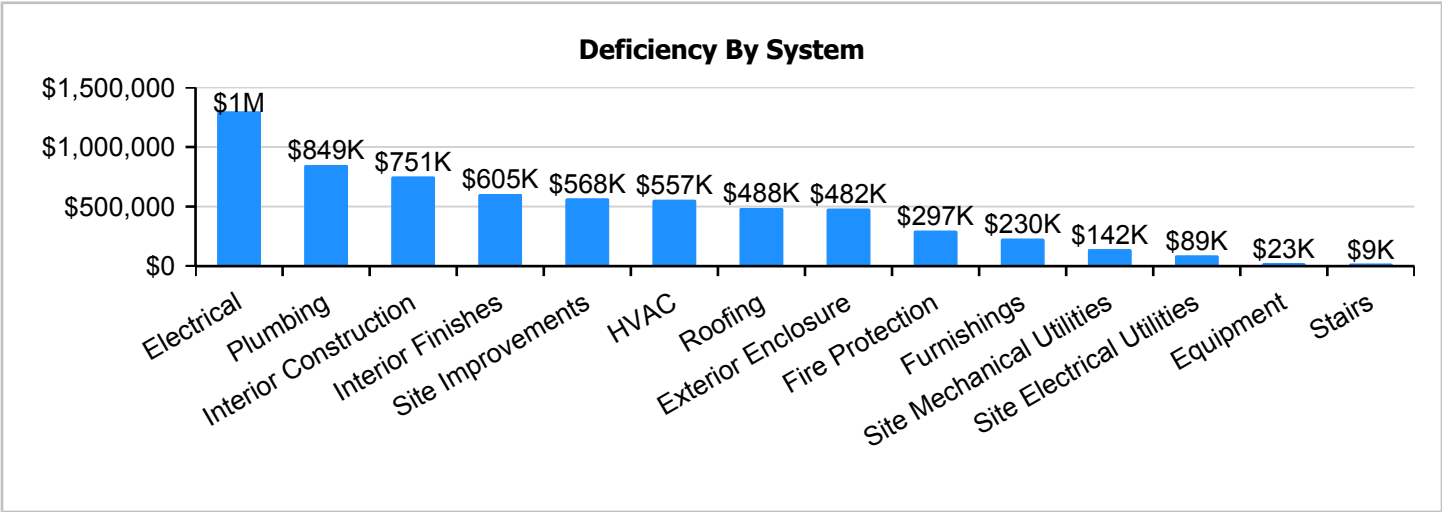 Deficiency By System
$1,500,000
$1,000,000
$500,000
$0
$1M
$849K
$751K
$605K
$568K
$557K
$488K
$482K
$297K
$230K
$142K
$89K
$23K
$9K
Electrical
Plumbing
Interior Construction
Interior Finishes
Site Improvements
HVAC
Roofing
Exterior Enclosure
Fire Protection
Furnishings
Site Mechanical Utilities
Site Electrical Utilities
Equipment
Stairs